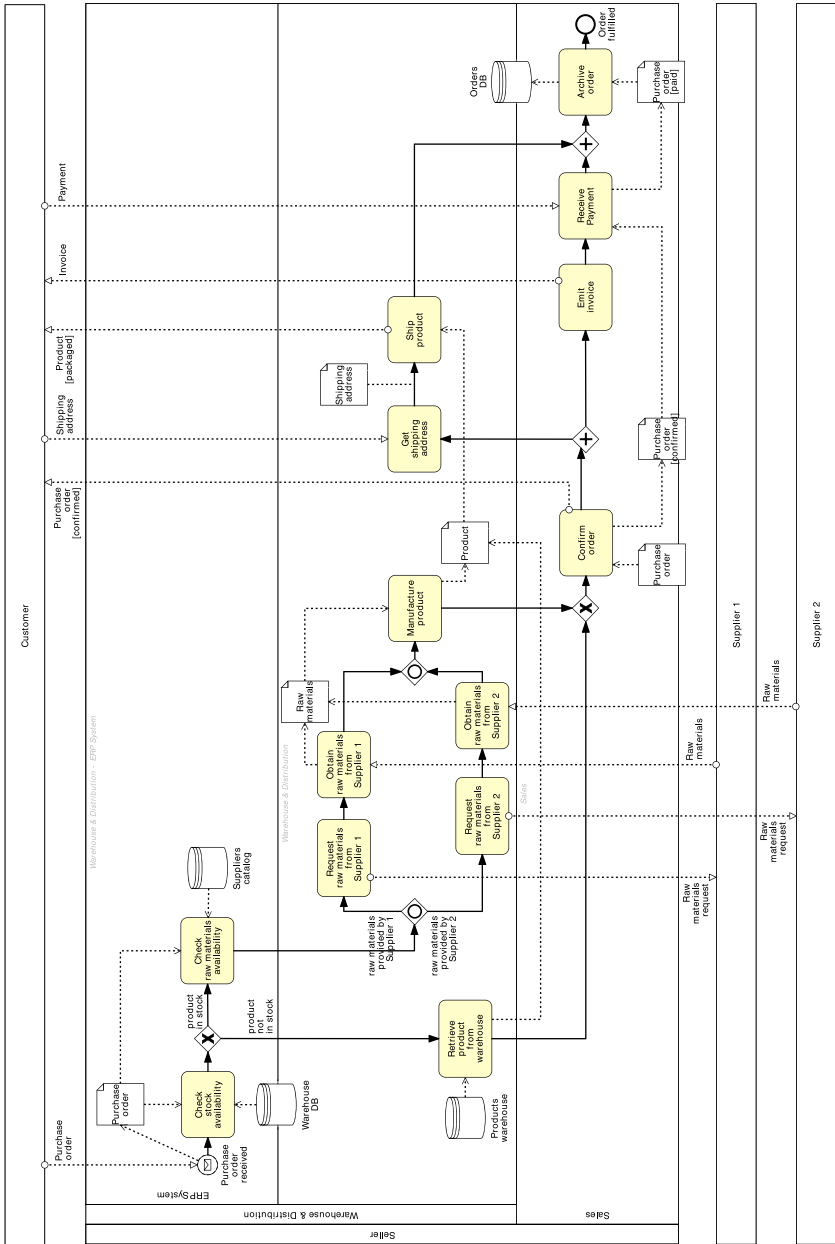 Customer
Purchase
order
Purchase
order
[confirmed]
Shipping
address
Product
[packaged]
Invoice
Payment
Seller
Warehouse & Distribution
ERPSystem
Sales
Warehouse & Distribution - ERP System
Warehouse & Distribution
Sales
Purchase
order
received
Purchase
order
Check
stock
availability
Warehouse
DB
product
in stock
product
not
in stock
Check
raw materials
availability
Suppliers
catalog
Retrieve
product
from
warehouse
Products
warehouse
raw materials
provided by
Supplier 1
raw materials
provided by
Supplier 2
Request
raw materials
from
Supplier 1
Obtain
raw materials
from
Supplier 1
Request
raw materials
from
Supplier 2
Obtain
raw materials
from
Supplier 2
Raw
materials
Manufacture
product
Product
Purchase
order
Confirm
order
Purchase
order
[confirmed]
Get
shipping
address
Shipping
address
Ship
product
Emit
invoice
Receive
Payment
Purchase
order
[paid]
Archive
order
Orders
DB
Order
fulfilled
Raw
materials
request
Raw
materials
Raw
materials
request
Raw
materials
Supplier 1
Supplier 2